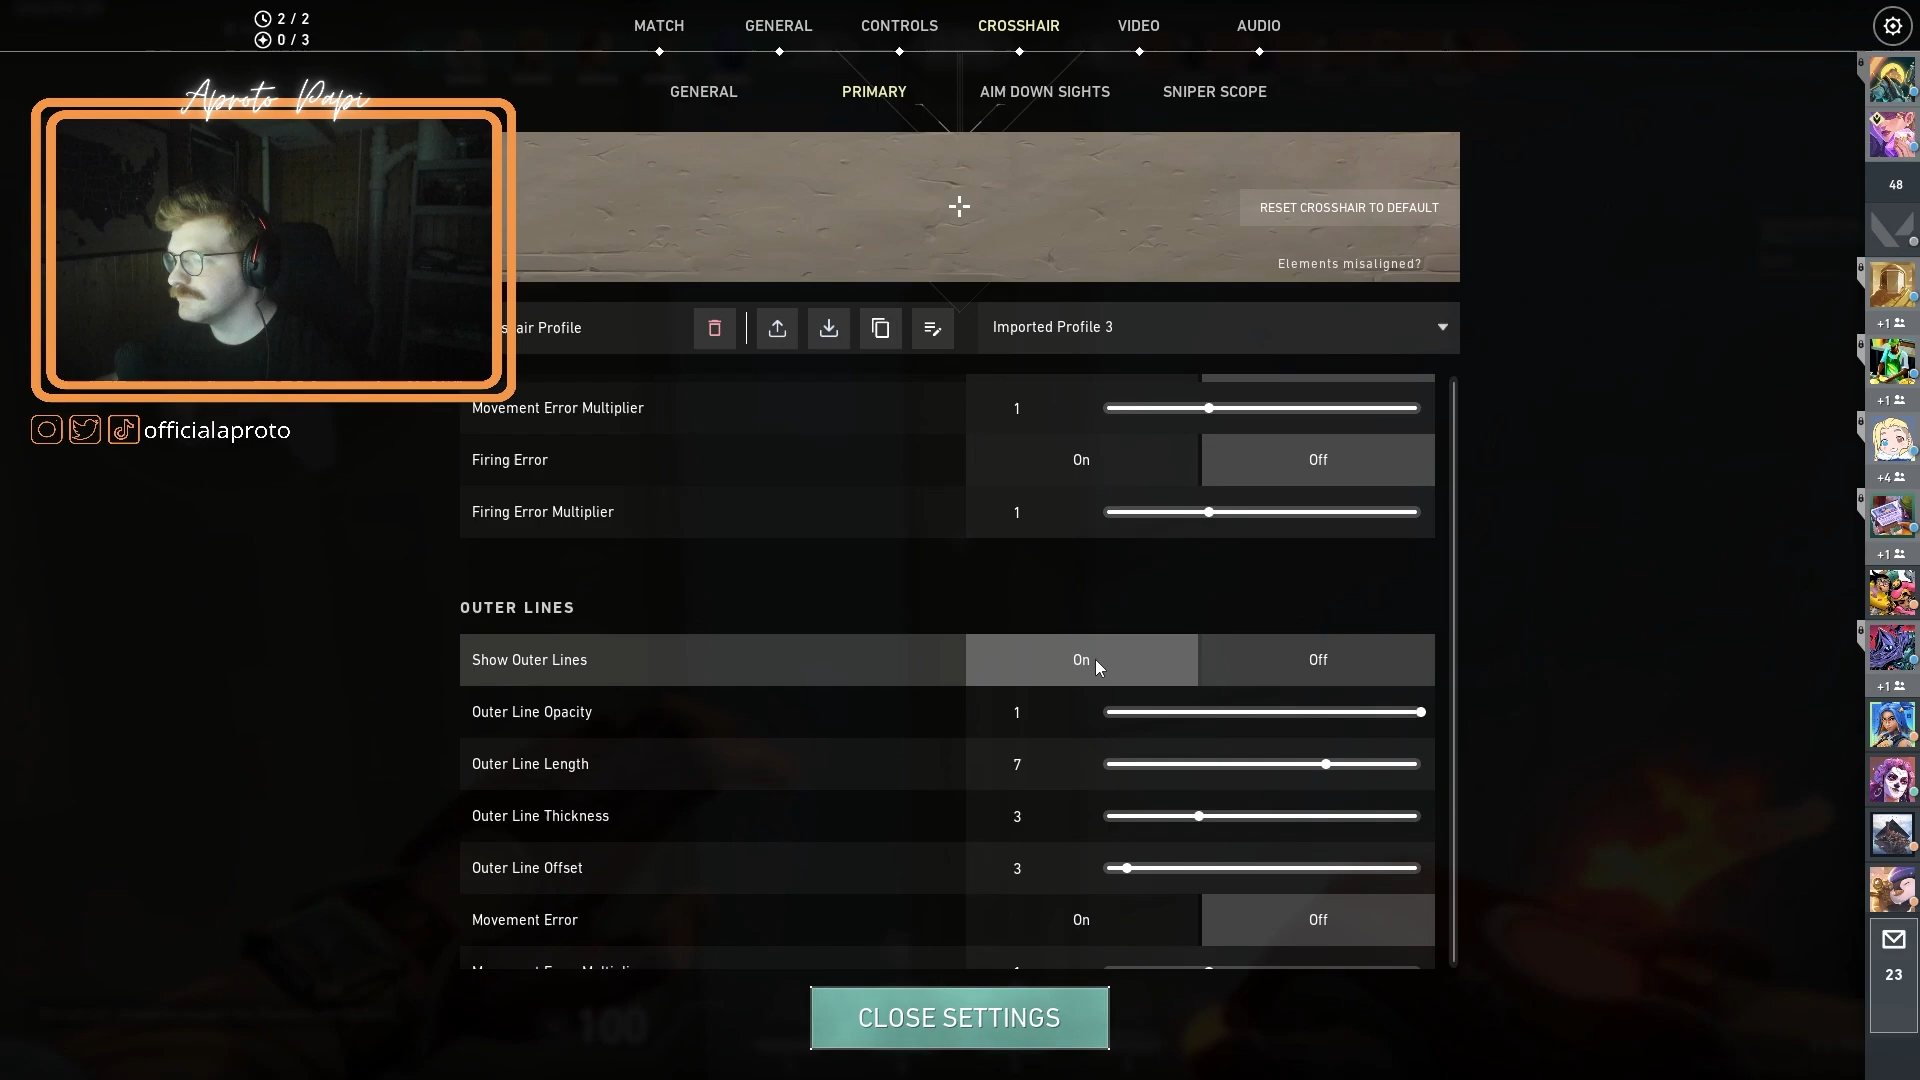 2 / 2
0 / 3
MATCH
GENERAL
CONTROLS
CROSSHAIR
VIDEO
AUDIO
GENERAL
PRIMARY
AIM DOWN SIGHTS
SNIPER SCOPE
Aproto Papi
RESET CROSSHAIR TO DEFAULT
Elements misaligned?
air Profile
Imported Profile 3
officialaproto
Movement Error Multiplier
1
Firing Error
On
Off
Firing Error Multiplier
1
OUTER LINES
Show Outer Lines
On
Off
Outer Line Opacity
1
Outer Line Length
7
Outer Line Thickness
3
Outer Line Offset
3
Movement Error
On
Off
CLOSE SETTINGS
100
48
+1
+1
+4
+1
+1
23